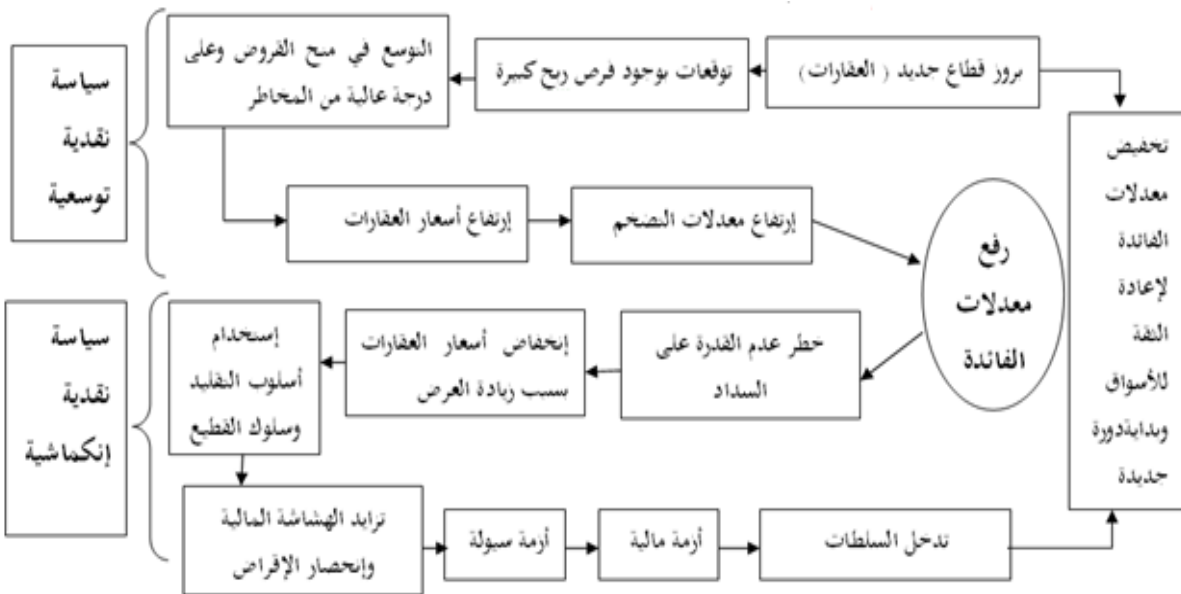 بروز قطاع جديد ( العقارات)
توقعات بوجود فرص ربح كبيرة
التوسع في منح القروض وعلى
درجة عالية من المخاطر
سياسة
نقدية
توسعية
إرتفاع أسعار العقارات
إرتفاع معدلات التضخم
رفع
معدلات
الفائدة
خطر عدم القدرة على
السداد
إنخفاض أسعار العقارات
بسبب زيادة العرض
إستخدام
أسلوب التقليد
وسلوك القطيع
سياسة
نقدية
إنكماشية
تزايد الهشاشة المالية
وإنحصار الإقراض
أزمة سيولة
أزمة مالية
تدخل السلطات
تخفيض
معدلات
الفائدة
لإعادة
الثقة
للأسواق
وبدايةدورة
جديدة